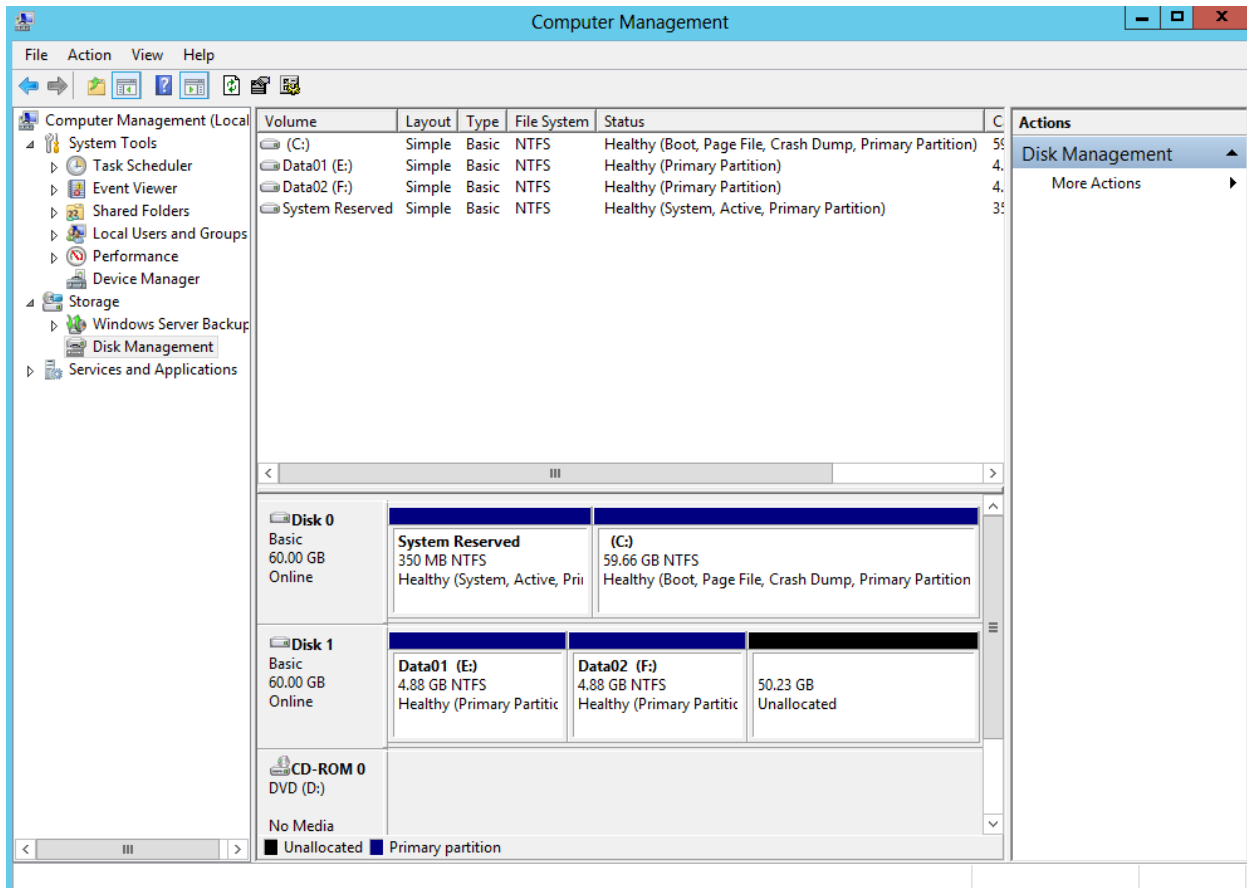 Computer Management
File Action View Help
Computer Management (Local
System Tools
Task Scheduler
Event Viewer
Shared Folders
Local Users and Groups
Performance
Device Manager
Storage
Windows Server Backup
Disk Management
Services and Applications
Volume Layout Type File System Status C
(C:) Simple Basic NTFS Healthy (Boot, Page File, Crash Dump, Primary Partition) 59
Data01 (E:) Simple Basic NTFS Healthy (Primary Partition) 4.
Data02 (F:) Simple Basic NTFS Healthy (Primary Partition) 4.
System Reserved Simple Basic NTFS Healthy (System, Active, Primary Partition) 35
Disk 0
Basic
60.00 GB
Online
System Reserved
350 MB NTFS
Healthy (System, Active, Pri
(C:)
59.66 GB NTFS
Healthy (Boot, Page File, Crash Dump, Primary Partition
Disk 1
Basic
60.00 GB
Online
Data01 (E:)
4.88 GB NTFS
Healthy (Primary Partitic
Data02 (F:)
4.88 GB NTFS
Healthy (Primary Partitic
50.23 GB
Unallocated
CD-ROM 0
DVD (D:)
No Media
Unallocated Primary partition
Actions
Disk Management
More Actions